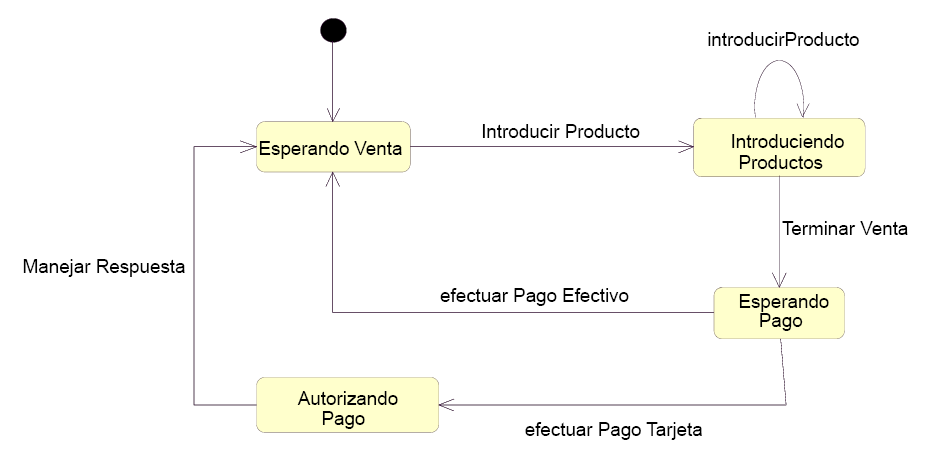 introducirProducto
Introducir Producto
Esperando Venta
Introduciendo
Productos
Terminar Venta
Manejar Respuesta
efectuar Pago Efectivo
Esperando
Pago
Autorizando
Pago
efectuar Pago Tarjeta